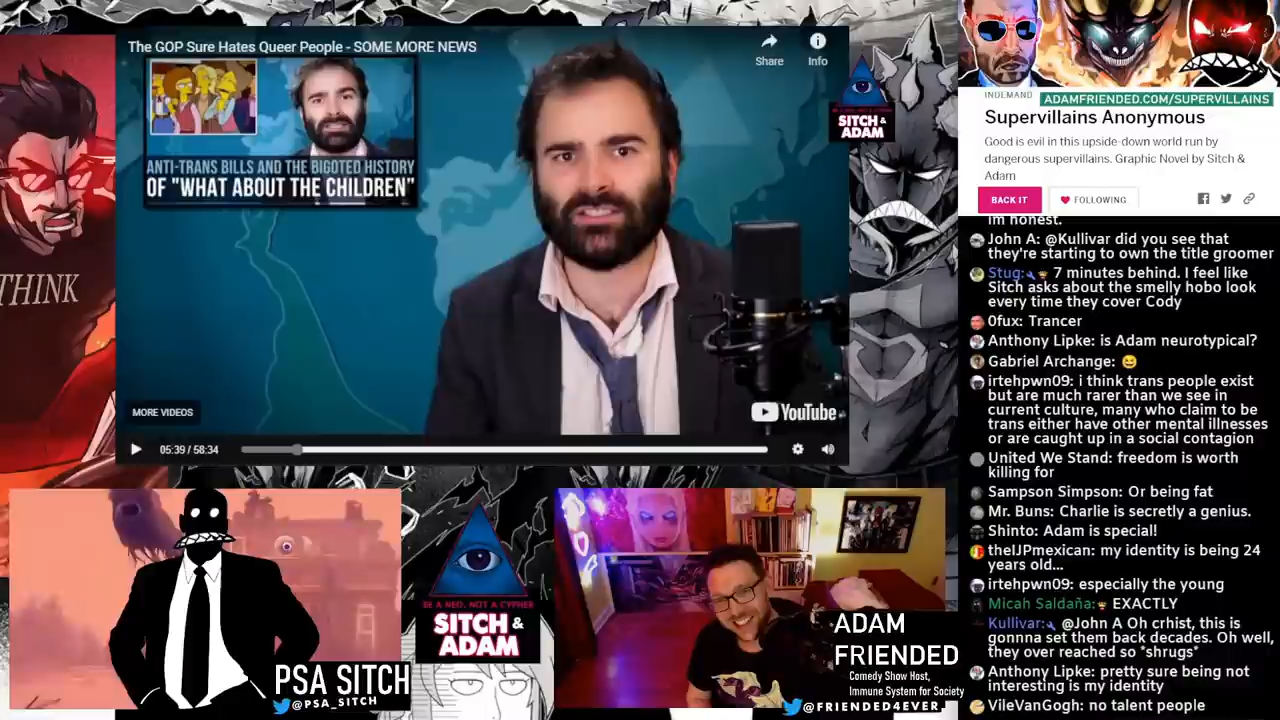 The GOP Sure Hates Queer People - SOME MORE NEWS
Share
Info
ANTI-TRANS BILLS AND THE BIGOTED HISTORY
OF "WHAT ABOUT THE CHILDREN"
SITCH &
ADAM
THINK
MORE VIDEOS
YouTube
05:39 / 58:34
INDEMAND
ADAMFRIENDED.COM/SUPERVILLAINS
Supervillains Anonymous
Good is evil in this upside-down world run by
dangerous supervillains. Graphic Novel by Sitch &
Adam
BACK IT
FOLLOWING
im honest.
John A: @Kullivar did you see that
they're starting to own the title groomer
Stug: 7 minutes behind. I feel like
Sitch asks about the smelly hobo look
every time they cover Cody
0fux: Trancer
Anthony Lipke: is Adam neurotypical?
Gabriel Archange: 😄
irtehpwn09: i think trans people exist
but are much rarer than we see in
current culture, many who claim to be
trans either have other mental illnesses
or are caught up in a social contagion
United We Stand: freedom is worth
killing for
Sampson Simpson: Or being fat
Mr. Buns: Charlie is secretly a genius.
Shinto: Adam is special!
theIJPmexican: my identity is being 24
years old...
irtehpwn09: especially the young
Micah Saldaña: EXACTLY
Kullivar: @John A Oh crhist, this is
gonnna set them back decades. Oh well,
they over reached so *shrugs*
Anthony Lipke: pretty sure being not
interesting is my identity
VileVanGogh: no talent people
PSA SITCH
@PSA_SITCH
BE A NEO, NOT A CYPHER
SITCH &
ADAM
ADAM
FRIENDED
Comedy Show Host,
Immune System for Society
@FRIENDED4EVER